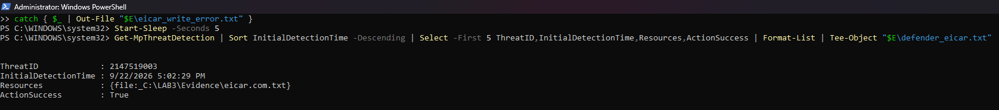 Administrator: Windows PowerShell
>> catch { $_ | Out-File "$E\eicar_write_error.txt" }
PS C:\WINDOWS\system32> Start-Sleep -Seconds 5
PS C:\WINDOWS\system32> Get-MpThreatDetection | Sort InitialDetectionTime -Descending | Select -First 5 ThreatID,InitialDetectionTime,Resources,ActionSuccess | Format-List | Tee-Object "$E\defender_eicar.txt"
ThreatID             : 2147519003
InitialDetectionTime : 9/22/2026 5:02:29 PM
Resources            : {file:_C:\LAB3\Evidence\eicar.com.txt}
ActionSuccess        : True